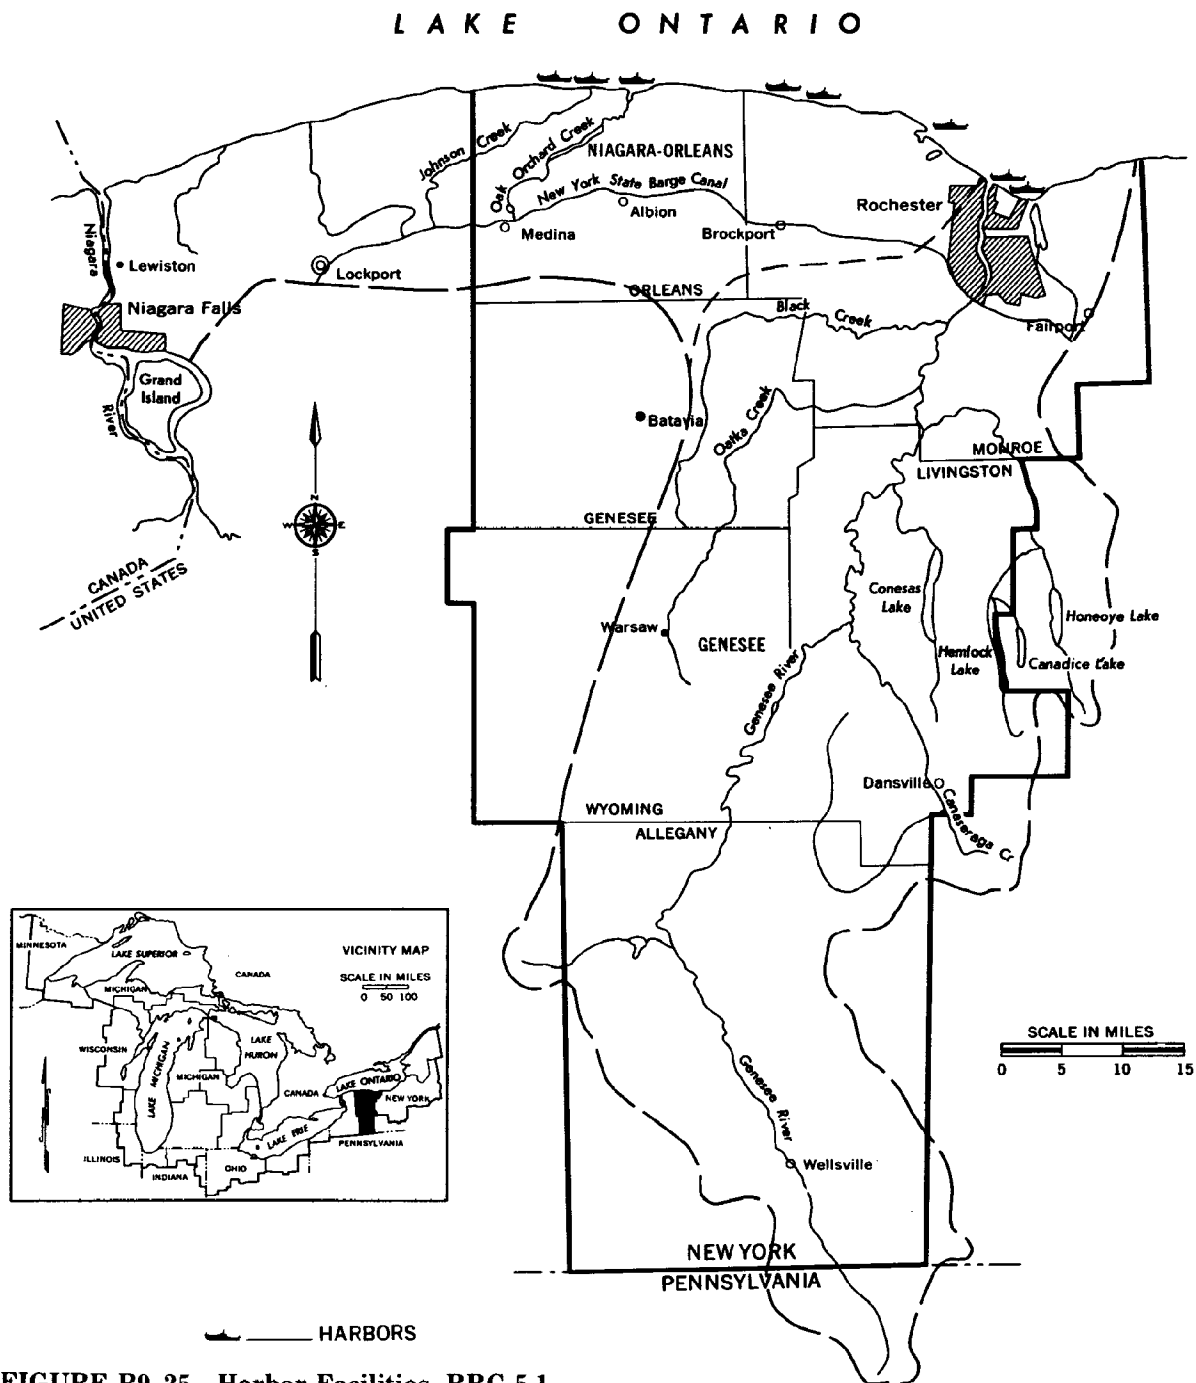 LAKE ONTARIO
Johnson Creek
Oak Orchard Creek
NIAGARA-ORLEANS
New York State Barge Canal
Albion
Medina
Brockport
Rochester
Niagara
Lewiston
Lockport
Niagara Falls
ORLEANS
Black Creek
Fairport
Grand
Island
River
Batavia
Oatka Creek
MONROE
LIVINGSTON
N
W
E
S
GENESEE
CANADA
UNITED STATES
Conesas
Lake
Honeoye Lake
Warsaw
GENESEE
Hemlock
Lake
Canadice Lake
Genesee River
Dansville
Canaseraga Cr
WYOMING
ALLEGANY
VICINITY MAP
SCALE IN MILES
0 50 100
MINNESOTA
LAKE SUPERIOR
CANADA
MICHIGAN
WISCONSIN
LAKE MICHIGAN
MICHIGAN
LAKE
HURON
CANADA
LAKE ONTARIO
NEW YORK
LAKE ERIE
PENNSYLVANIA
ILLINOIS
INDIANA
OHIO
SCALE IN MILES
0 5 10 15
Genesee River
Wellsville
NEW YORK
PENNSYLVANIA
HARBORS
FIGURE R9-25 Harbor Facilities, RBG 5.1